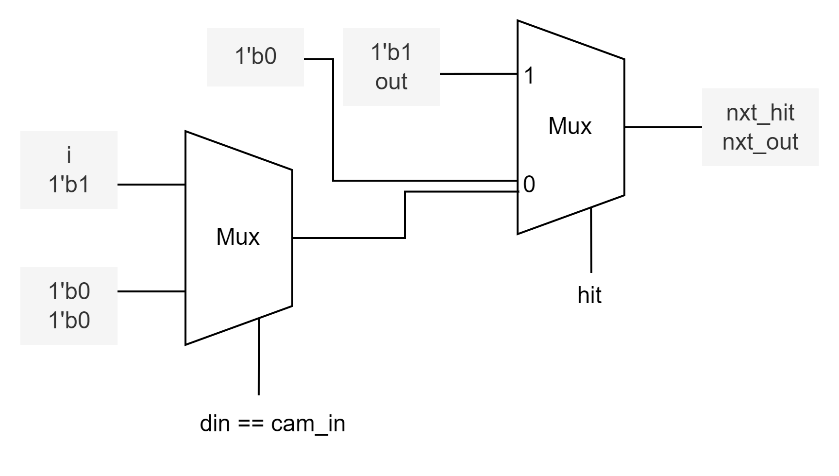 1'b0
1'b1
out
1
Mux
0
nxt_hit
nxt_out
hit
i
1'b1
Mux
1'b0
1'b0
din == cam_in